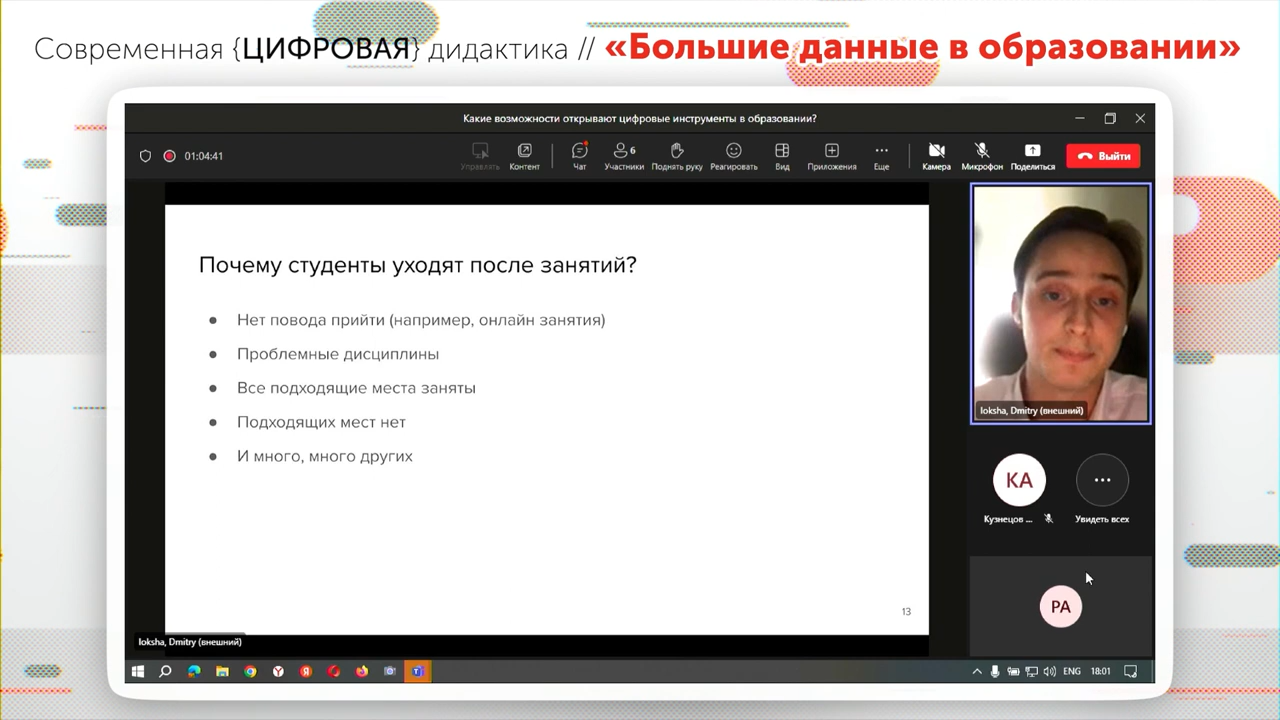 Современная {ЦИФРОВАЯ} дидактика // «Большие данные в образовании»
Какие возможности открывают цифровые инструменты в образовании?
01:04:41
Управлять
Контент
Чат
6
Участники
Поднять руку
Реагировать
Вид
Приложения
Еще
Камера
Микрофон
Поделиться
Выйти
Почему студенты уходят после занятий?
● Нет повода прийти (например, онлайн занятия)
● Проблемные дисциплины
● Все подходящие места заняты
● Подходящих мест нет
● И много, много других
13
Ioksha, Dmitry (внешний)
Ioksha, Dmitry (внешний)
КА
Кузнецов ...
Увидеть всех
РА
ENG
18:01